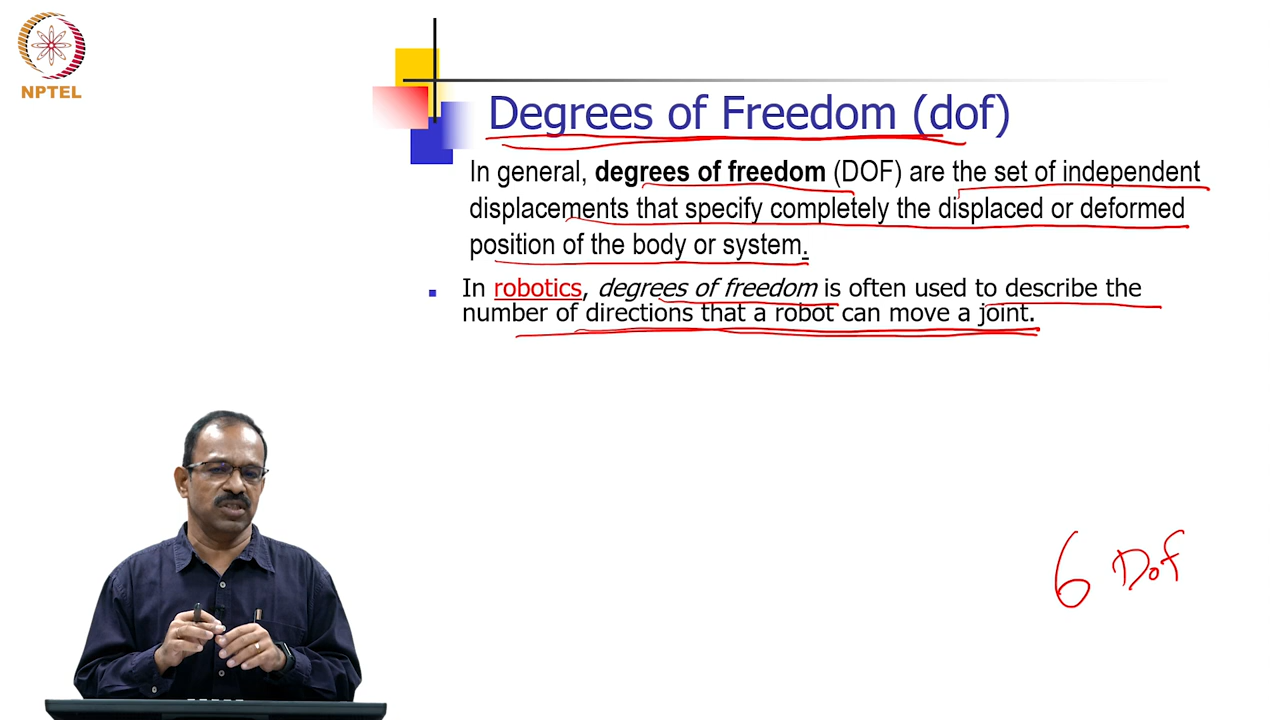 NPTEL
Degrees of Freedom (dof)
In general, degrees of freedom (DOF) are the set of independent
displacements that specify completely the displaced or deformed
position of the body or system.
In robotics, degrees of freedom is often used to describe the
number of directions that a robot can move a joint.
6 Dof